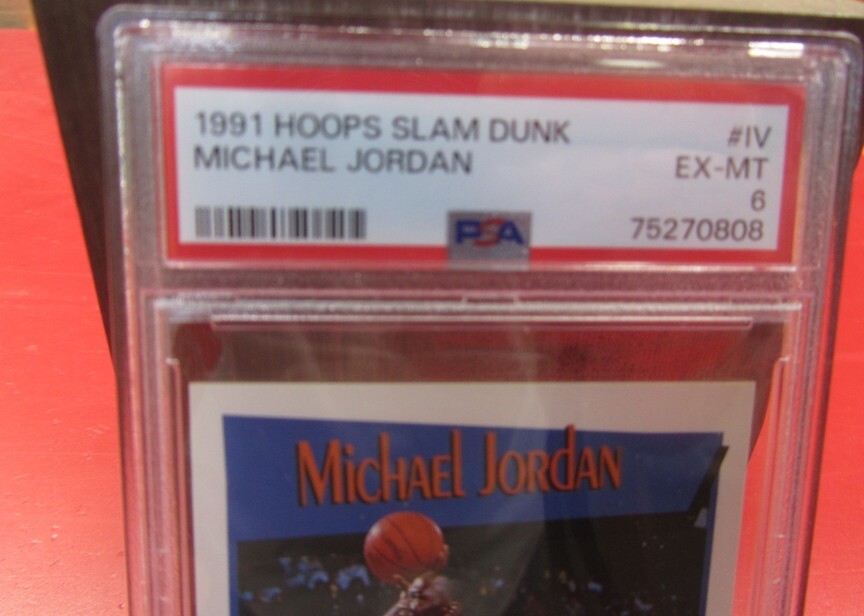 1991 HOOPS SLAM DUNK #IV
MICHAEL JORDAN EX-MT
6
PSA 75270808
Michael Jordan